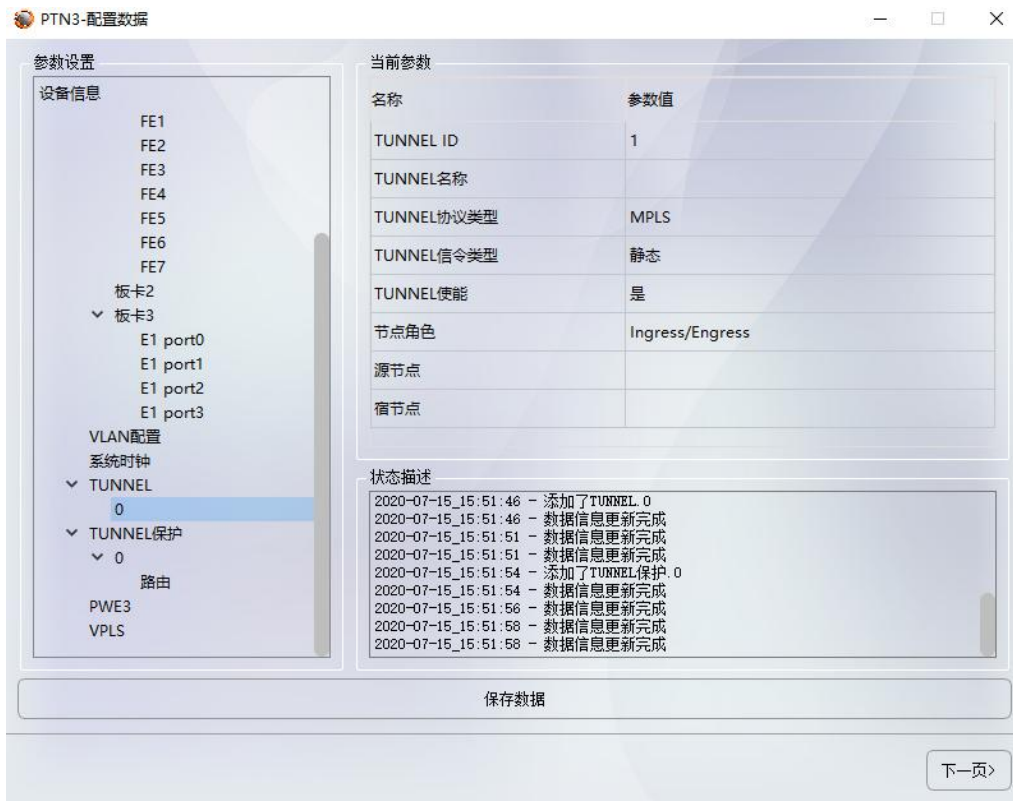 PTN3-配置数据
参数设置
设备信息
FE1
FE2
FE3
FE4
FE5
FE6
FE7
板卡2
板卡3
E1 port0
E1 port1
E1 port2
E1 port3
VLAN配置
系统时钟
TUNNEL
0
TUNNEL保护
0
路由
PWE3
VPLS
当前参数
名称 参数值
TUNNEL ID 1
TUNNEL名称
TUNNEL协议类型 MPLS
TUNNEL信令类型 静态
TUNNEL使能 是
节点角色 Ingress/Engress
源节点
宿节点
状态描述
2020-07-15_15:51:46 - 添加了TUNNEL.0
2020-07-15_15:51:46 - 数据信息更新完成
2020-07-15_15:51:51 - 数据信息更新完成
2020-07-15_15:51:51 - 数据信息更新完成
2020-07-15_15:51:54 - 添加了TUNNEL保护.0
2020-07-15_15:51:54 - 数据信息更新完成
2020-07-15_15:51:56 - 数据信息更新完成
2020-07-15_15:51:58 - 数据信息更新完成
2020-07-15_15:51:58 - 数据信息更新完成
保存数据
下一页>